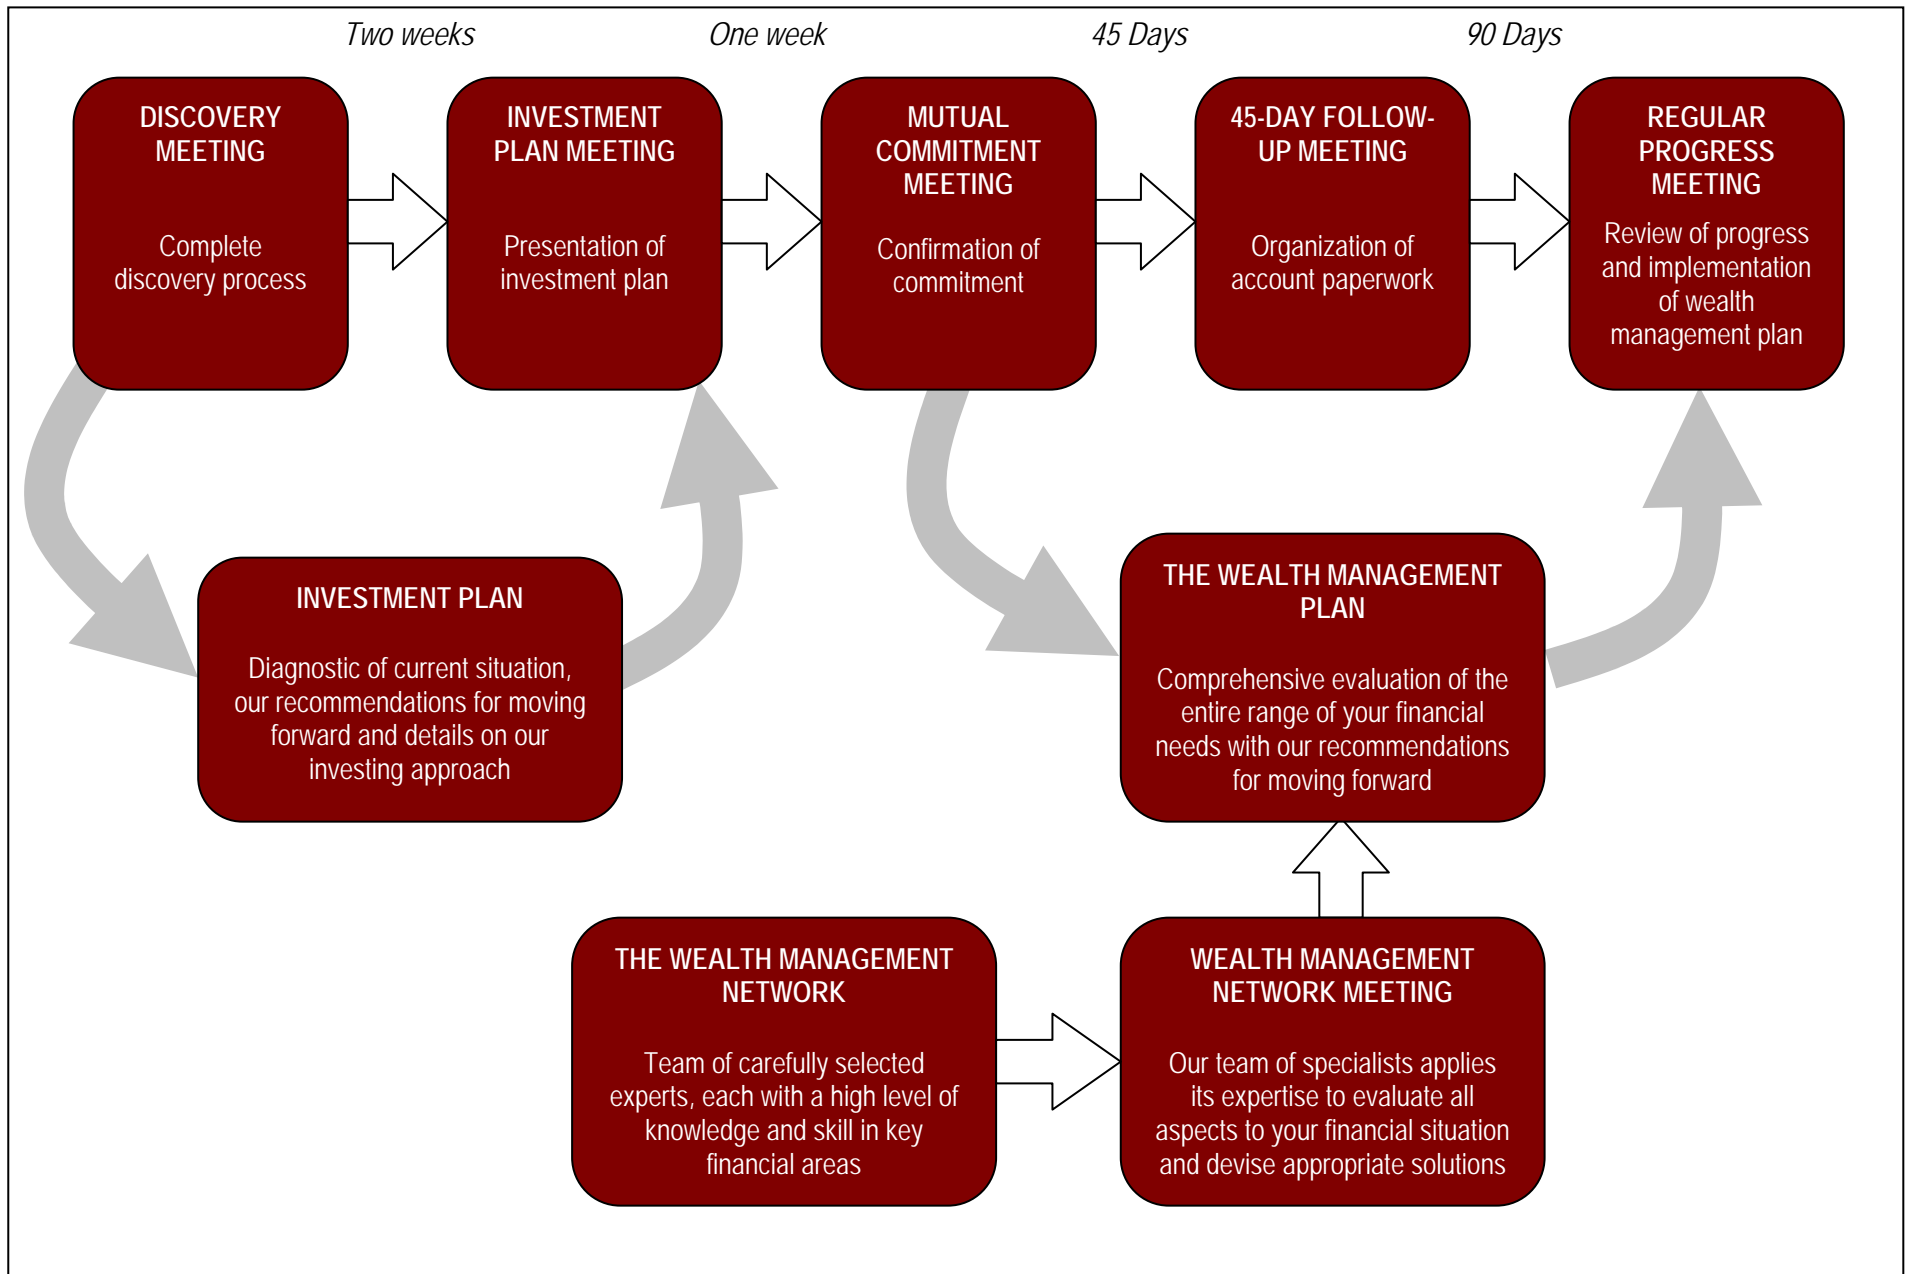 Two weeks
One week
45 Days
90 Days
DISCOVERY
MEETING
Complete
discovery process
INVESTMENT
PLAN MEETING
Presentation of
investment plan
MUTUAL
COMMITMENT
MEETING
Confirmation of
commitment
45-DAY FOLLOW-
UP MEETING
Organization of
account paperwork
REGULAR
PROGRESS
MEETING
Review of progress
and implementation
of wealth
management plan
INVESTMENT PLAN
Diagnostic of current situation,
our recommendations for moving
forward and details on our
investing approach
THE WEALTH MANAGEMENT
PLAN
Comprehensive evaluation of the
entire range of your financial
needs with our recommendations
for moving forward
THE WEALTH MANAGEMENT
NETWORK
Team of carefully selected
experts, each with a high level of
knowledge and skill in key
financial areas
WEALTH MANAGEMENT
NETWORK MEETING
Our team of specialists applies
its expertise to evaluate all
aspects to your financial situation
and devise appropriate solutions